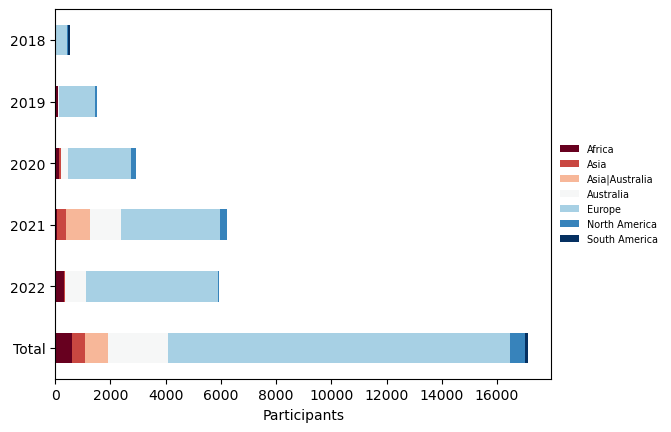 2018
2019
2020
2021
2022
Total
0 2000 4000 6000 8000 10000 12000 14000 16000
Participants
Africa
Asia
Asia|Australia
Australia
Europe
North America
South America